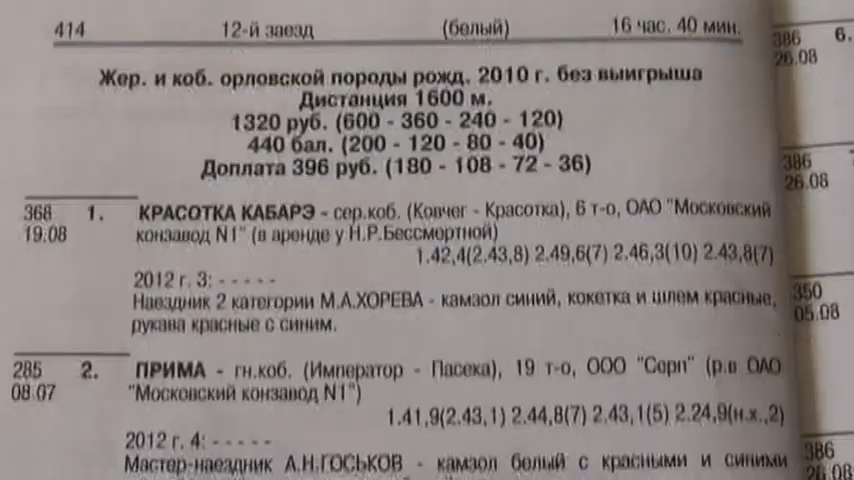 414 12-й заезд (белый) 16 час. 40 мин.
Жер. и коб. орловской породы рожд. 2010 г. без выигрыша
Дистанция 1600 м.
1320 руб. (600 - 360 - 240 - 120)
440 бал. (200 - 120 - 80 - 40)
Доплата 396 руб. (180 - 108 - 72 - 36)
368 1. КРАСОТКА КАБАРЭ - сер.коб. (Ковчег - Красотка), 6 т-о, ОАО "Московский
19.08 конзавод N1" (в аренде у Н.Р.Бессмертной)
1.42,4(2.43,8) 2.49,6(7) 2.46,3(10) 2.43,8(7)
2012 г. 3: - - - - -
Наездник 2 категории М.А.ХОРЕВА - камзол синий, кокетка и шлем красные,
рукава красные с синим.
285 2. ПРИМА - гн.коб. (Император - Пасека), 19 т-о, ООО "Серп" (р.в ОАО
08.07 "Московский конзавод N1")
1.41,9(2.43,1) 2.44,8(7) 2.43,1(5) 2.24,9(н.х.,2)
2012 г. 4: - - - - -
Мастер-наездник А.Н.ГОСЬКОВ - камзол белый с красными и синими
386 6.
26.08
386
26.08
350
05.08
386
26.08